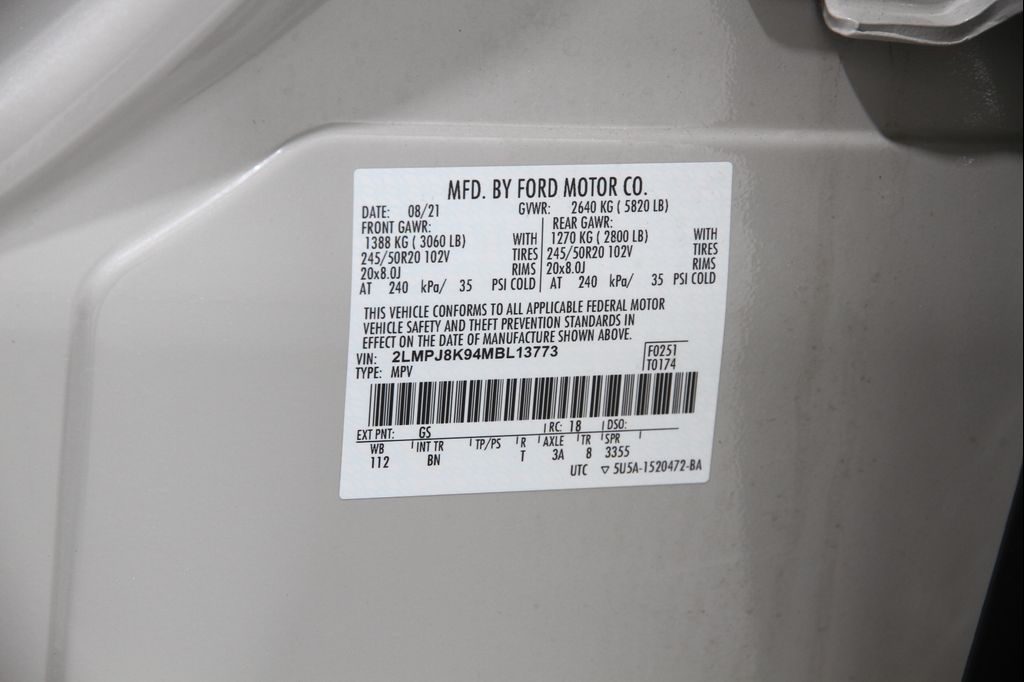 MFD. BY FORD MOTOR CO.
DATE: 08/21 GVWR: 2640 KG ( 5820 LB)
FRONT GAWR: REAR GAWR:
1388 KG ( 3060 LB) WITH 1270 KG ( 2800 LB) WITH
245/50R20 102V TIRES 245/50R20 102V TIRES
20x8.0J RIMS 20x8.0J RIMS
AT 240 kPa/ 35 PSI COLD AT 240 kPa/ 35 PSI COLD
THIS VEHICLE CONFORMS TO ALL APPLICABLE FEDERAL MOTOR
VEHICLE SAFETY AND THEFT PREVENTION STANDARDS IN
EFFECT ON THE DATE OF MANUFACTURE SHOWN ABOVE.
VIN: 2LMPJ8K94MBL13773 F0251
TYPE: MPV T0174
EXT PNT: GS RC: 18 DSO:
WB INT TR TP/PS R AXLE TR SPR
112 BN T 3A 8 3355
UTC ▽ 5U5A-1520472-BA